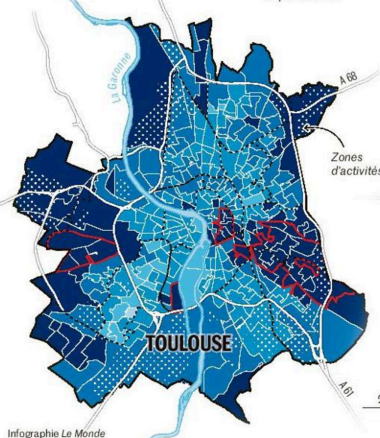 La Garonne
A 68
Zones
d'activités
TOULOUSE
A 61
Infographie Le Monde